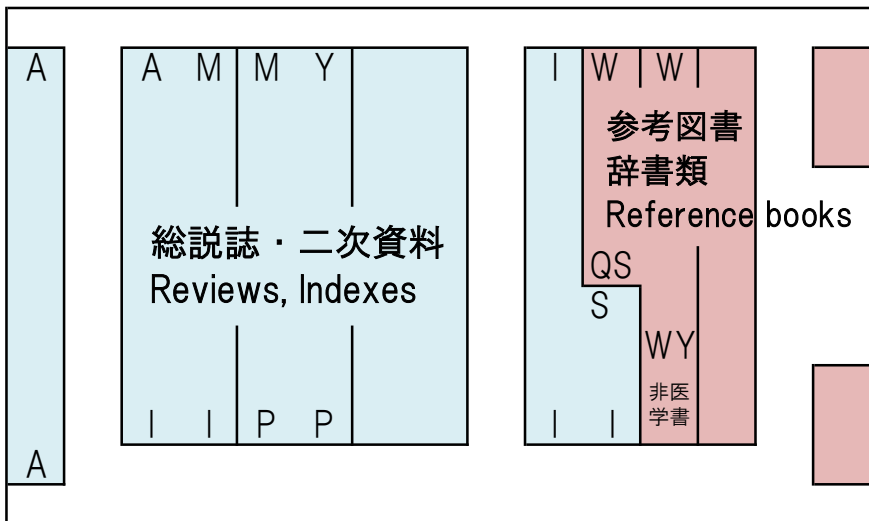 A A M M Y I W W
参考図書
辞書類
Reference books
総説誌・二次資料
Reviews, Indexes
QS
S
WY
非医
学書
I I P P I I
A